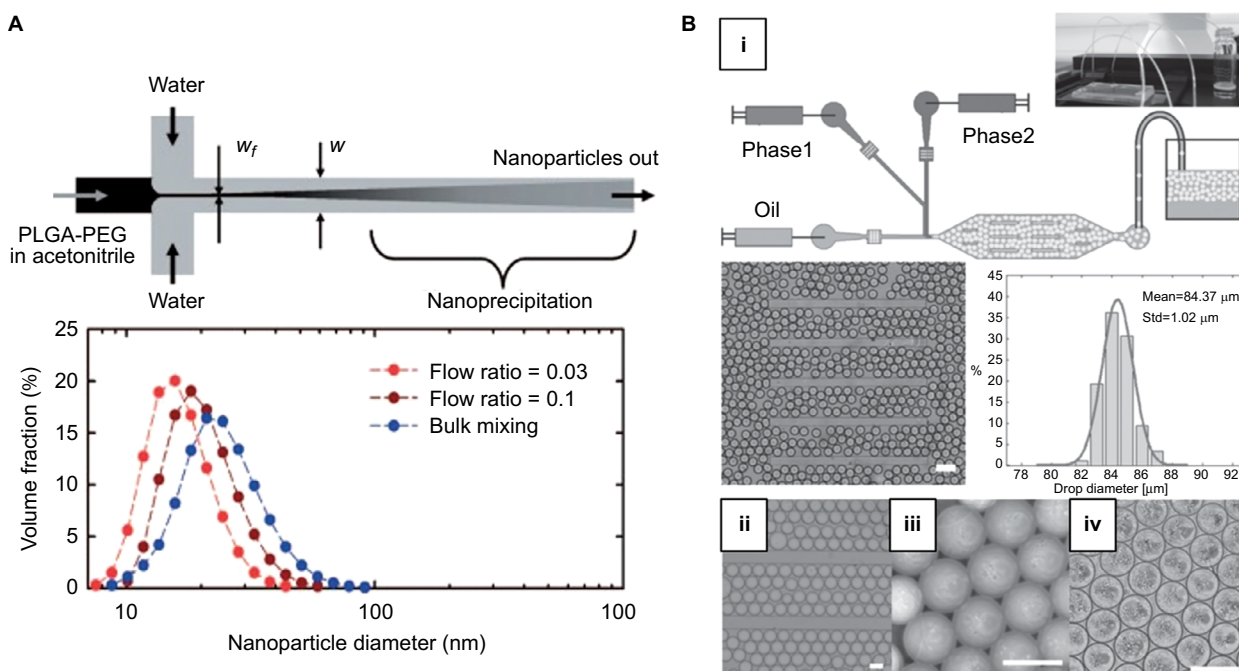 A
Water
w_f
w
Nanoparticles out
PLGA-PEG
in acetonitrile
Water
Nanoprecipitation
25
20
15
10
5
0
Volume fraction (%)
Flow ratio = 0.03
Flow ratio = 0.1
Bulk mixing
10
100
100
Nanoparticle diameter (nm)
B
i
Phase1
Phase2
Oil
45
40
35
30
25
20
15
10
5
0
%
Mean=84.37 μm
Std=1.02 μm
78 80 82 84 86 88 90 92
Drop diameter [μm]
ii
iii
iv